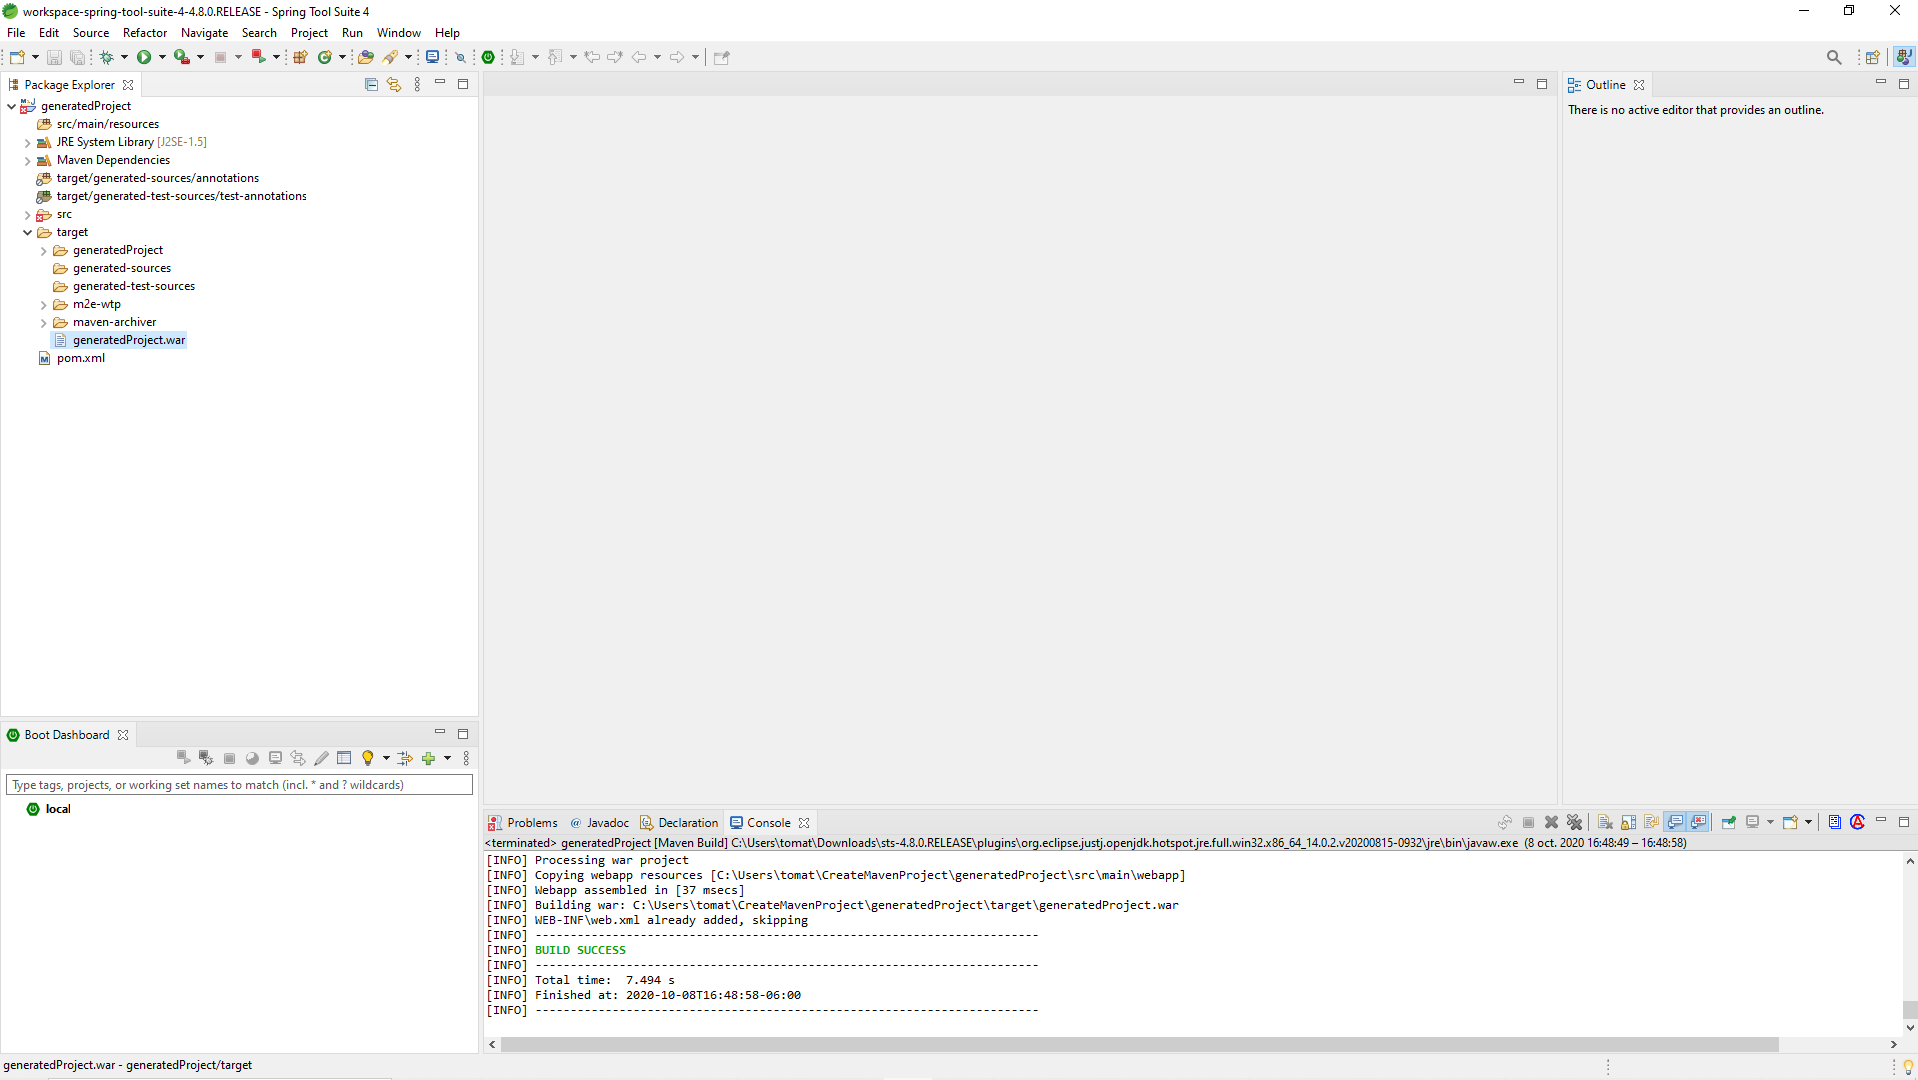 workspace-spring-tool-suite-4-4.8.0.RELEASE - Spring Tool Suite 4
File Edit Source Refactor Navigate Search Project Run Window Help
Package Explorer
generatedProject
src/main/resources
JRE System Library [J2SE-1.5]
Maven Dependencies
target/generated-sources/annotations
target/generated-test-sources/test-annotations
src
target
generatedProject
generated-sources
generated-test-sources
m2e-wtp
maven-archiver
generatedProject.war
pom.xml
Outline
There is no active editor that provides an outline.
Boot Dashboard
Type tags, projects, or working set names to match (incl. * and ? wildcards)
local
Problems @ Javadoc Declaration Console
<terminated> generatedProject [Maven Build] C:\Users\tomat\Downloads\sts-4.8.0.RELEASE\plugins\org.eclipse.justj.openjdk.hotspot.jre.full.win32.x86_64_14.0.2.v20200815-0932\jre\bin\javaw.exe (8 oct. 2020 16:48:49 – 16:48:58)
[INFO] Processing war project
[INFO] Copying webapp resources [C:\Users\tomat\CreateMavenProject\generatedProject\src\main\webapp]
[INFO] Webapp assembled in [37 msecs]
[INFO] Building war: C:\Users\tomat\CreateMavenProject\generatedProject\target\generatedProject.war
[INFO] WEB-INF\web.xml already added, skipping
[INFO] ------------------------------------------------------------------------
[INFO] BUILD SUCCESS
[INFO] ------------------------------------------------------------------------
[INFO] Total time:  7.494 s
[INFO] Finished at: 2020-10-08T16:48:58-06:00
[INFO] ------------------------------------------------------------------------
generatedProject.war - generatedProject/target